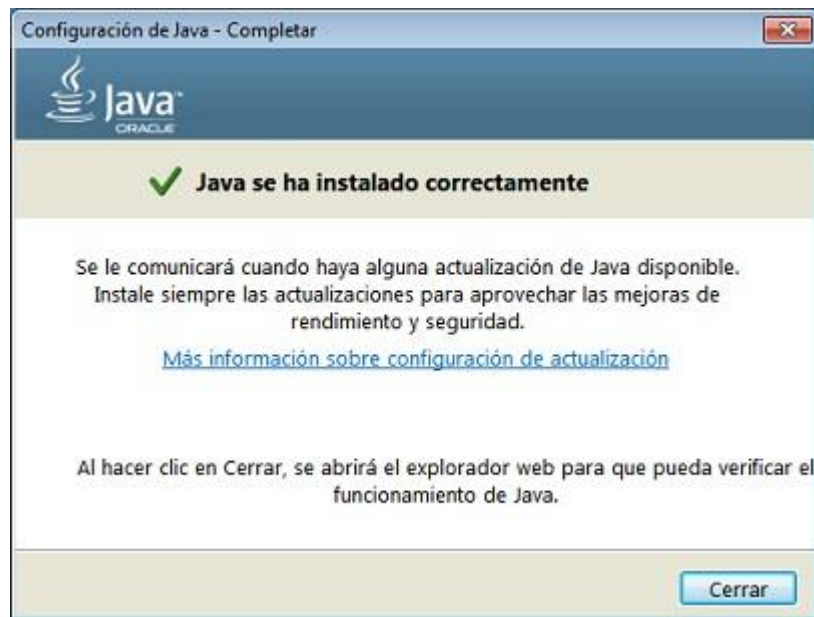 Configuración de Java - Completar
Java™
ORACLE
Java se ha instalado correctamente
Se le comunicará cuando haya alguna actualización de Java disponible.
Instale siempre las actualizaciones para aprovechar las mejoras de
rendimiento y seguridad.
Más información sobre configuración de actualización
Al hacer clic en Cerrar, se abrirá el explorador web para que pueda verificar el
funcionamiento de Java.
Cerrar